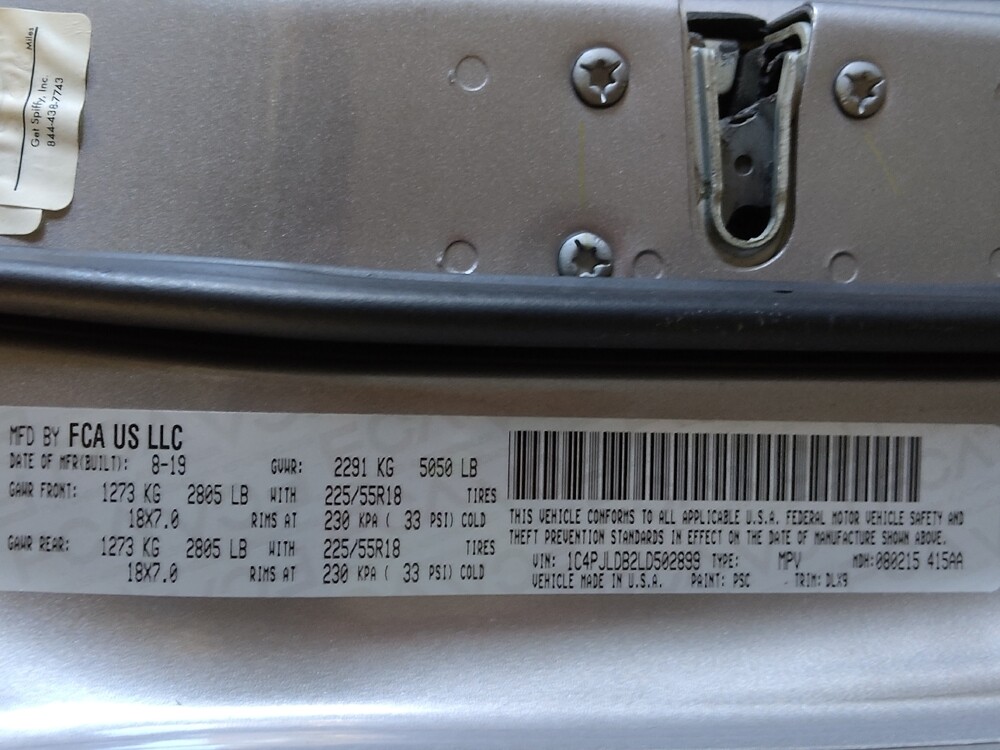 Miles
Get Spiffy, Inc.
844-438-7743
MFD BY FCA US LLC
DATE OF MFR(BUILT): 8-19 GVWR: 2291 KG 5050 LB
GAWR FRONT: 1273 KG 2805 LB WITH 225/55R18 TIRES
18X7.0 RIMS AT 230 KPA ( 33 PSI) COLD
GAWR REAR: 1273 KG 2805 LB WITH 225/55R18 TIRES
18X7.0 RIMS AT 230 KPA ( 33 PSI) COLD
THIS VEHICLE CONFORMS TO ALL APPLICABLE U.S.A. FEDERAL MOTOR VEHICLE SAFETY AND
THEFT PREVENTION STANDARDS IN EFFECT ON THE DATE OF MANUFACTURE SHOWN ABOVE.
VIN: 1C4PJLDB2LD502899 TYPE: MPV MDH:080215 415AA
VEHICLE MADE IN U.S.A. PAINT: PSC TRIM: DLX9